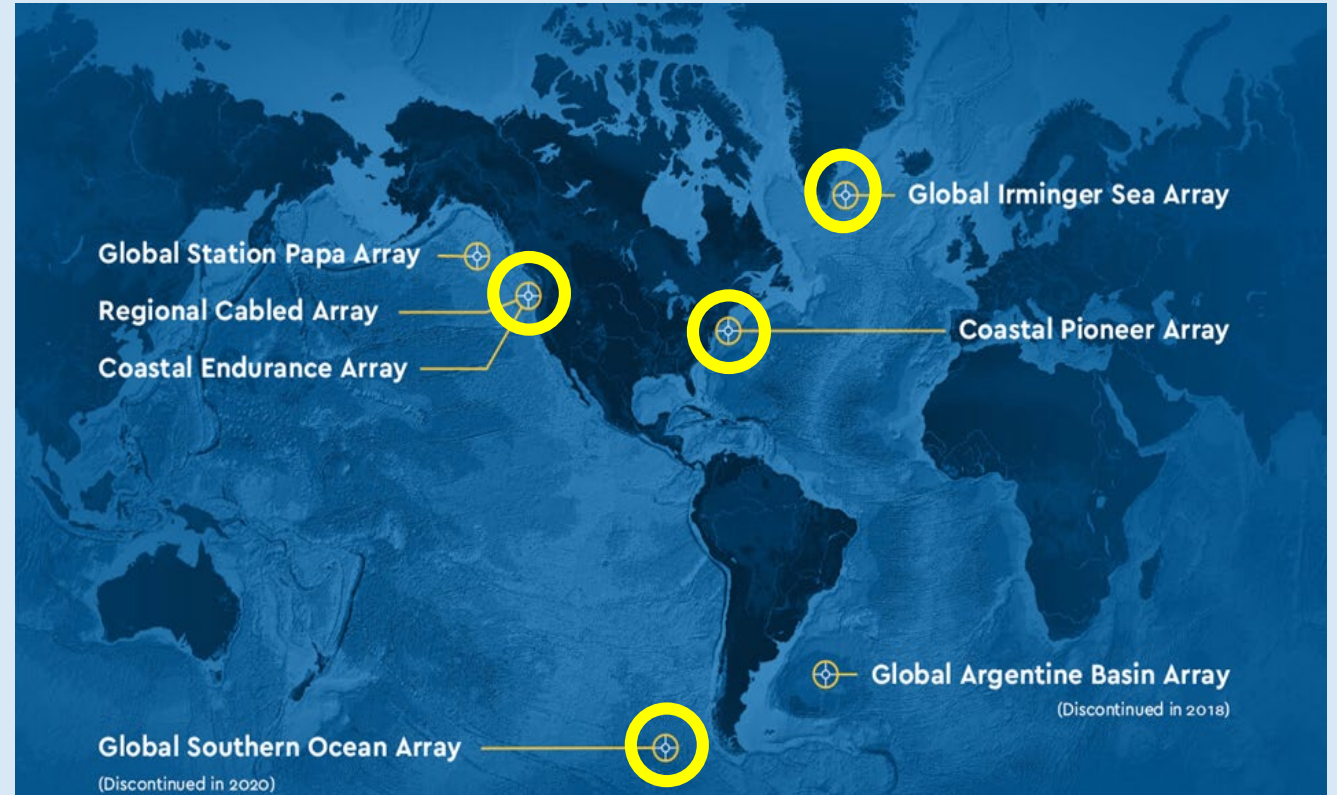 Global Irminger Sea Array
Global Station Papa Array
Regional Cabled Array
Coastal Pioneer Array
Coastal Endurance Array
Global Argentine Basin Array
(Discontinued in 2018)
Global Southern Ocean Array
(Discontinued in 2020)